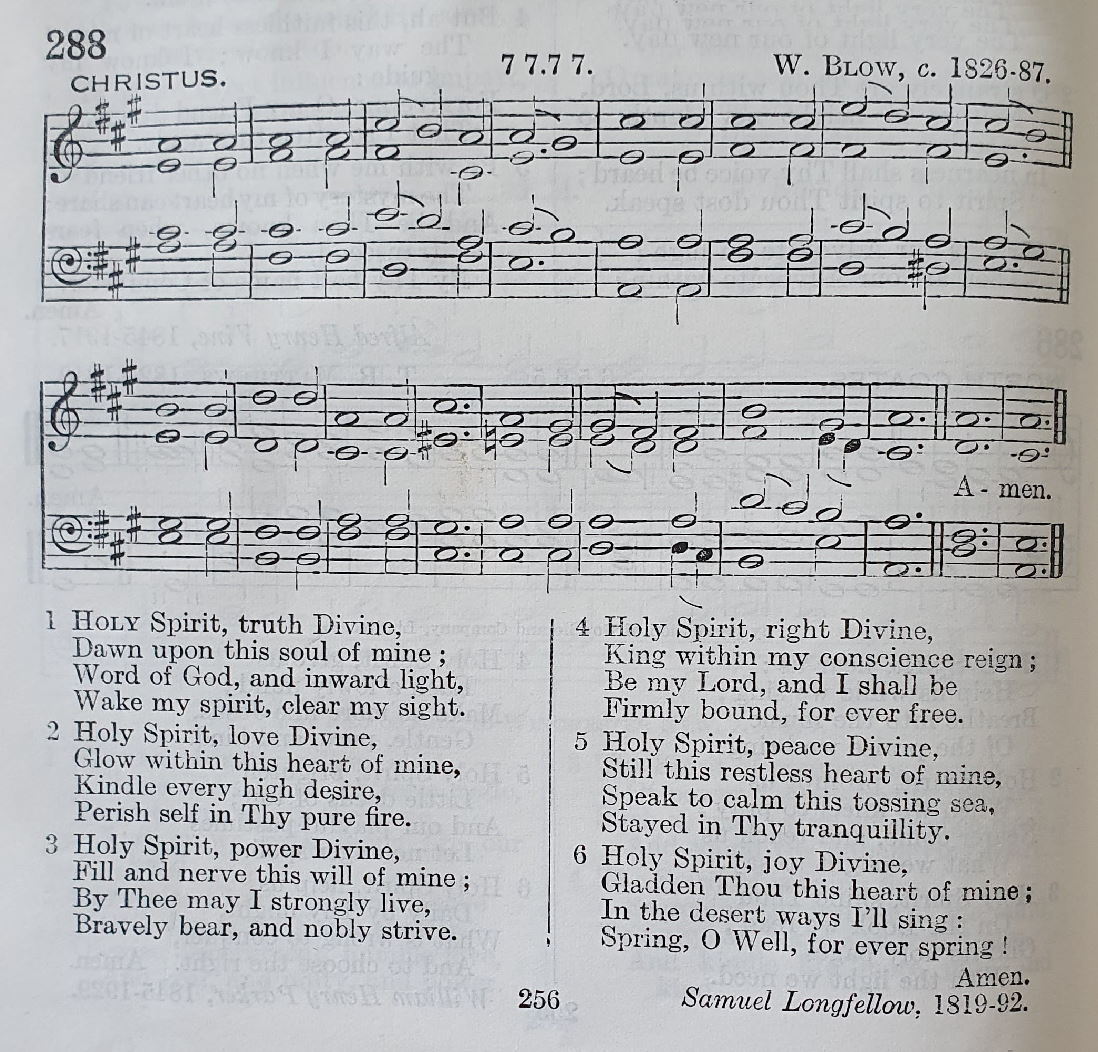 288
CHRISTUS.
7 7.7 7.
W. BLOW, c. 1826-87.
A - men.
1 HOLY Spirit, truth Divine,
Dawn upon this soul of mine ;
Word of God, and inward light,
Wake my spirit, clear my sight.
2 Holy Spirit, love Divine,
Glow within this heart of mine,
Kindle every high desire,
Perish self in Thy pure fire.
3 Holy Spirit, power Divine,
Fill and nerve this will of mine ;
By Thee may I strongly live,
Bravely bear, and nobly strive.
4 Holy Spirit, right Divine,
King within my conscience reign ;
Be my Lord, and I shall be
Firmly bound, for ever free.
5 Holy Spirit, peace Divine,
Still this restless heart of mine,
Speak to calm this tossing sea,
Stayed in Thy tranquillity.
6 Holy Spirit, joy Divine,
Gladden Thou this heart of mine ;
In the desert ways I'll sing :
Spring, O Well, for ever spring !
Amen.
Samuel Longfellow, 1819-92.
256